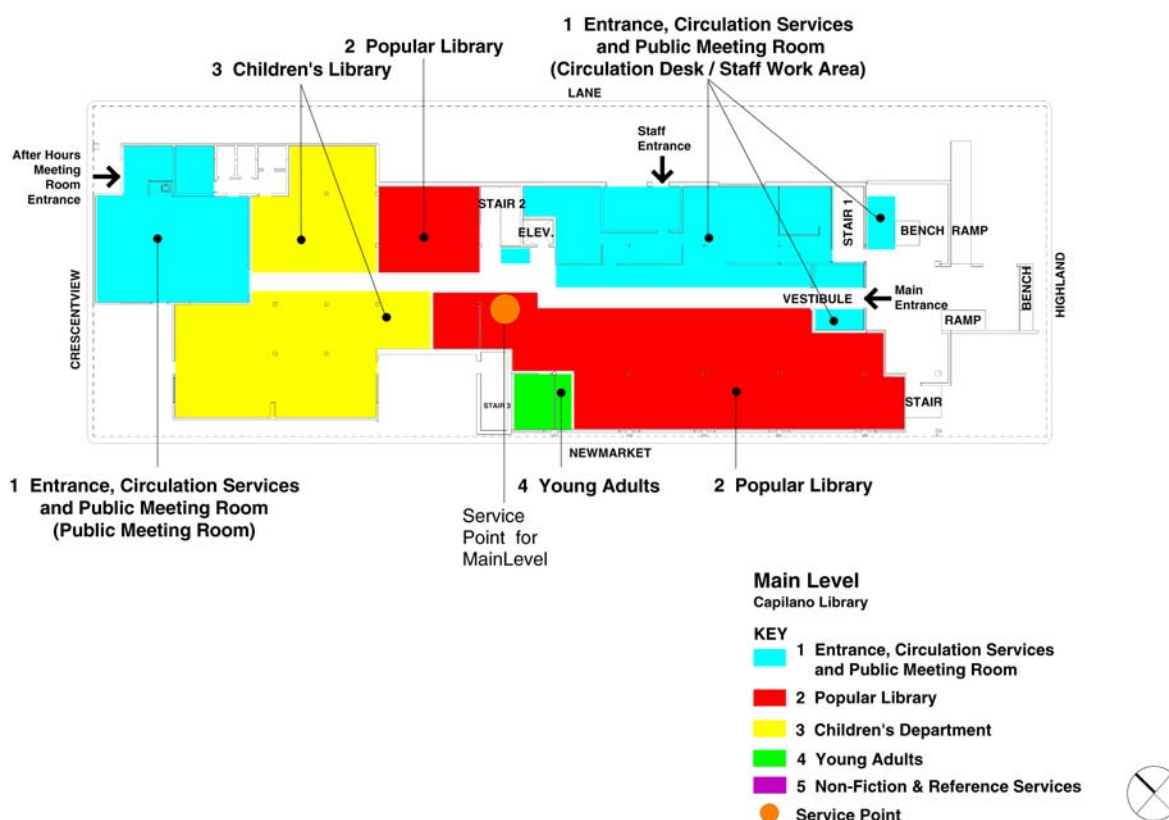 1 Entrance, Circulation Services
and Public Meeting Room
(Circulation Desk / Staff Work Area)
2 Popular Library
3 Children's Library
LANE
Staff
Entrance
After Hours
Meeting
Room
Entrance
STAIR 2
ELEV.
STAIR 1
BENCH
RAMP
CRESCENTVIEW
VESTIBULE
Main
Entrance
BENCH
HIGHLAND
RAMP
STAIR 3
STAIR
NEWMARKET
1 Entrance, Circulation Services
and Public Meeting Room
(Public Meeting Room)
4 Young Adults
2 Popular Library
Service
Point for
MainLevel
Main Level
Capilano Library
KEY
1 Entrance, Circulation Services
and Public Meeting Room
2 Popular Library
3 Children's Department
4 Young Adults
5 Non-Fiction & Reference Services
Service Point